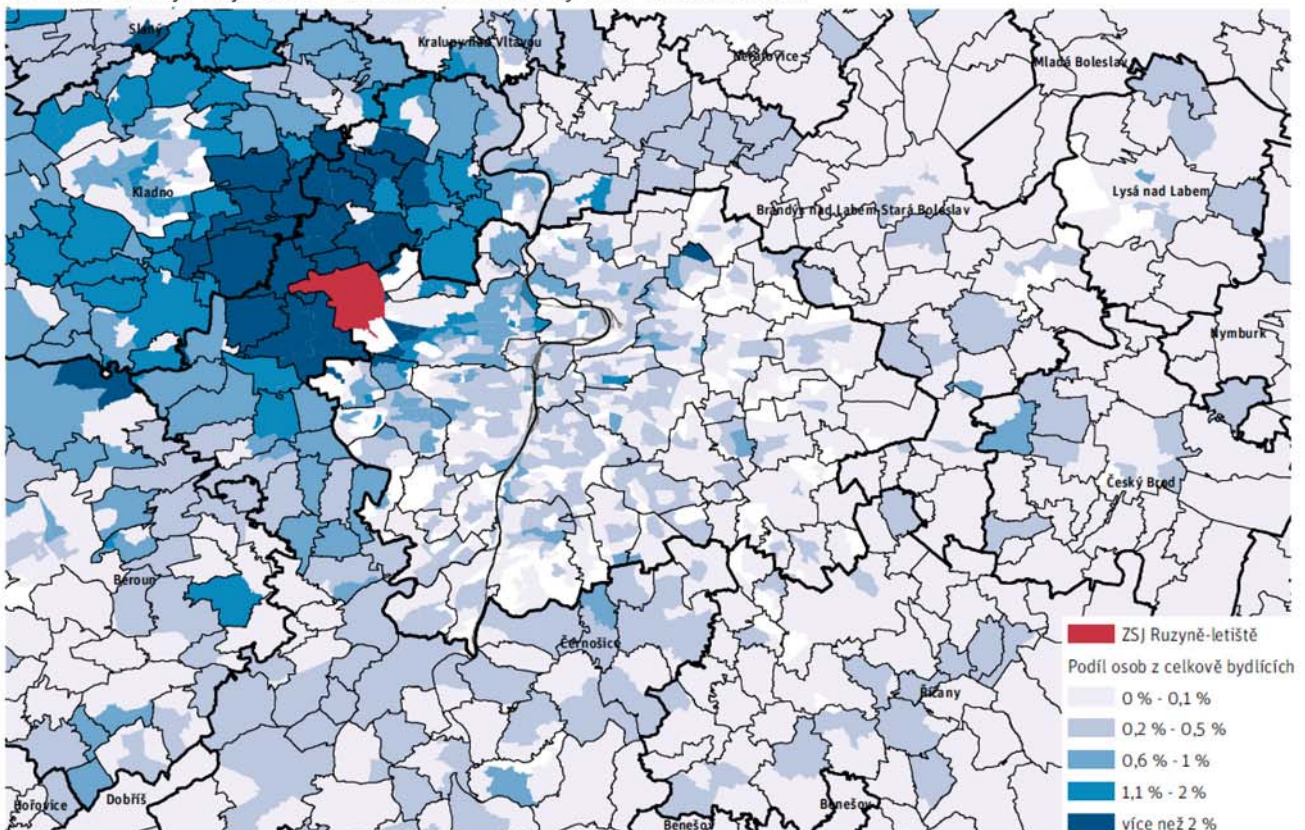 Slaný
Kralupy nad Vltavou
Neratovice
Mladá Boleslav
Kladno
Lysá nad Labem
Brandýs nad Labem-Stará Boleslav
Nymburk
Český Brod
Beroun
Černošice
Říčany
Hořovice
Dobříš
Benešov
Benešov
ZSJ Ruzyně-letiště
Podíl osob z celkově bydlících
0 % - 0,1 %
0,2 % - 0,5 %
0,6 % - 1 %
1,1 % - 2 %
více než 2 %